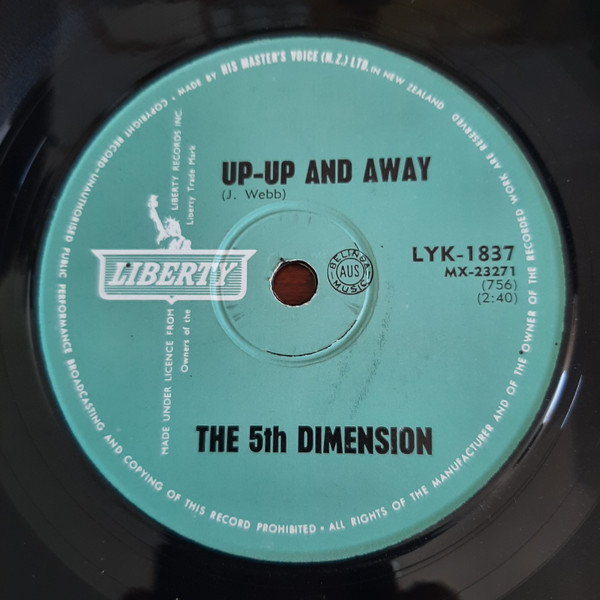 COPYRIGHT RECORD-UNAUTHORISED PUBLIC PERFORMANCE BROADCASTING AND COPYING OF THIS RECORD PROHIBITED • ALL RIGHTS OF THE MANUFACTURER AND OF THE OWNER OF THE RECORDED WORK ARE RESERVED
• MADE BY HIS MASTER'S VOICE (N.Z.) LTD. IN NEW ZEALAND
UP-UP AND AWAY
(J. Webb)
MADE UNDER LICENCE FROM LIBERTY RECORDS INC.
Owners of the Liberty Trade Mark
LIBERTY
BELINDA
AUS
MUSIC
LYK-1837
MX-23271
(756)
(2:40)
THE 5th DIMENSION